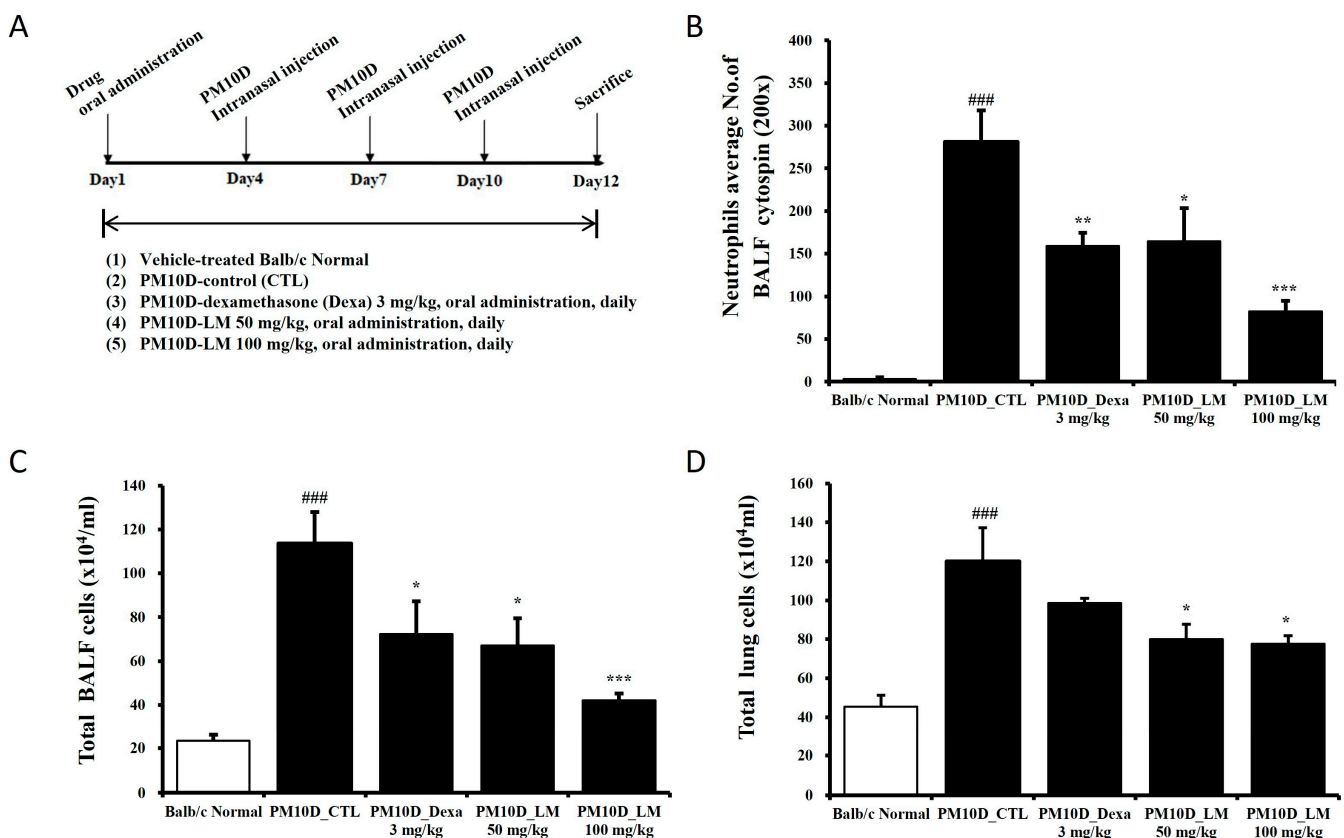 A
Drug
oral administration
PM10D
Intranasal injection
PM10D
Intranasal injection
PM10D
Intranasal injection
Sacrifice
Day1
Day4
Day7
Day10
Day12
(1) Vehicle-treated Balb/c Normal
(2) PM10D-control (CTL)
(3) PM10D-dexamethasone (Dexa) 3 mg/kg, oral administration, daily
(4) PM10D-LM 50 mg/kg, oral administration, daily
(5) PM10D-LM 100 mg/kg, oral administration, daily
B
Neutrophils average No.of
BALF cytospin (200x)
400
350
300
250
200
150
100
50
0
###
**
*
***
Balb/c Normal
PM10D_CTL
PM10D_Dexa
3 mg/kg
PM10D_LM
50 mg/kg
PM10D_LM
100 mg/kg
C
Total BALF cells (x10⁴/ml)
140
120
100
80
60
40
20
0
###
*
*
***
Balb/c Normal
PM10D_CTL
PM10D_Dexa
3 mg/kg
PM10D_LM
50 mg/kg
PM10D_LM
100 mg/kg
D
Total lung cells (x10⁴ml)
160
140
120
100
80
60
40
20
0
###
*
*
Balb/c Normal
PM10D_CTL
PM10D_Dexa
3 mg/kg
PM10D_LM
50 mg/kg
PM10D_LM
100 mg/kg